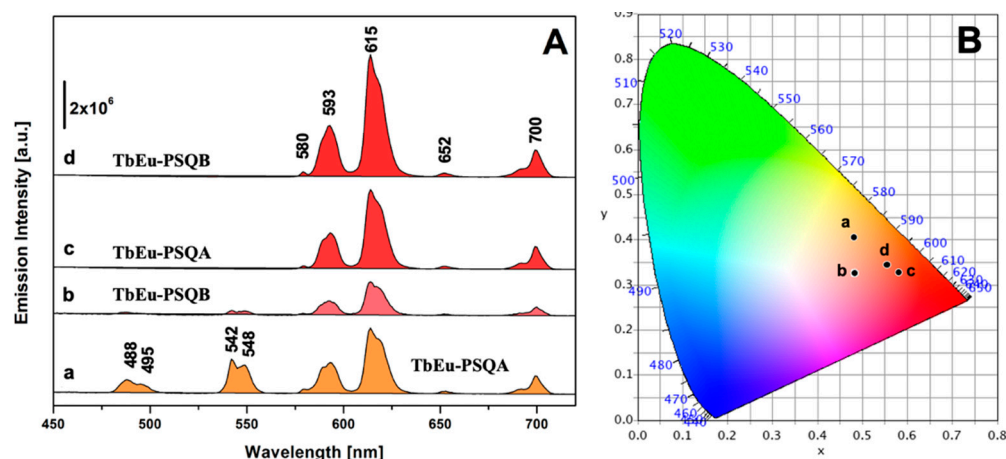 A
615
2x10⁶
593
d
TbEu-PSQB
580
652
700
c
TbEu-PSQA
b
TbEu-PSQB
488
495
542
548
a
TbEu-PSQA
Emission Intensity [a.u.]
450 500 550 600 650 700
Wavelength [nm]
B
0.9
0.8
0.7
0.6
0.5
y
0.4
0.3
0.2
0.1
0.0
0.0 0.1 0.2 0.3 0.4 0.5 0.6 0.7 0.8
x
520
530
540
510
550
560
570
500
580
590
600
610
620
630
490
480
470
460
440
a
d
b
c